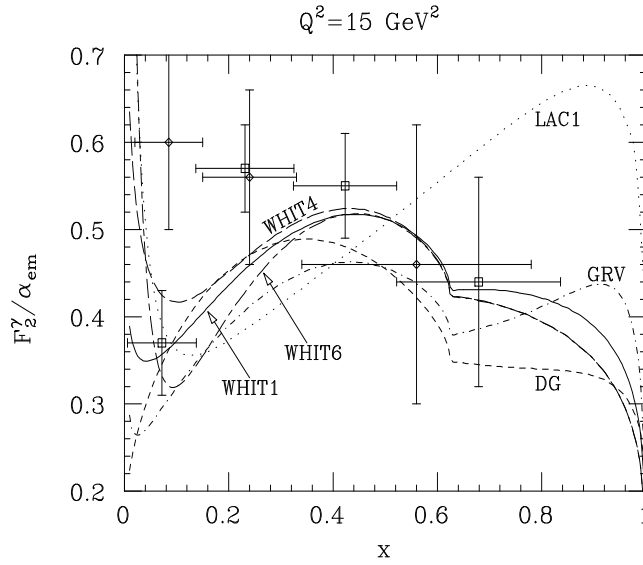 Q²=15 GeV²
0.7
LAC1
0.6
WHIT4
0.5
GRV
F₂^γ/α_em
0.4
WHIT6
WHIT1
DG
0.3
0.2
0 0.2 0.4 0.6 0.8 1
x